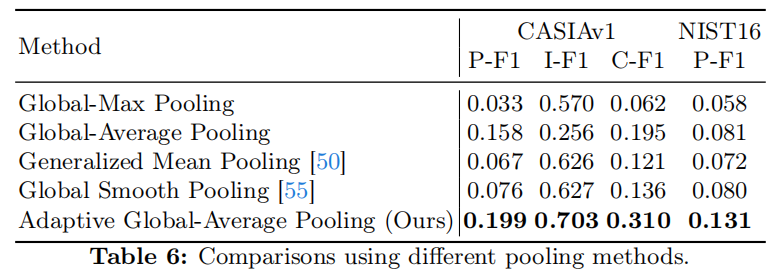 Method CASIAv1 NIST16
P-F1 I-F1 C-F1 P-F1
Global-Max Pooling 0.033 0.570 0.062 0.058
Global-Average Pooling 0.158 0.256 0.195 0.081
Generalized Mean Pooling [50] 0.067 0.626 0.121 0.072
Global Smooth Pooling [55] 0.076 0.627 0.136 0.080
Adaptive Global-Average Pooling (Ours) 0.199 0.703 0.310 0.131
Table 6: Comparisons using different pooling methods.